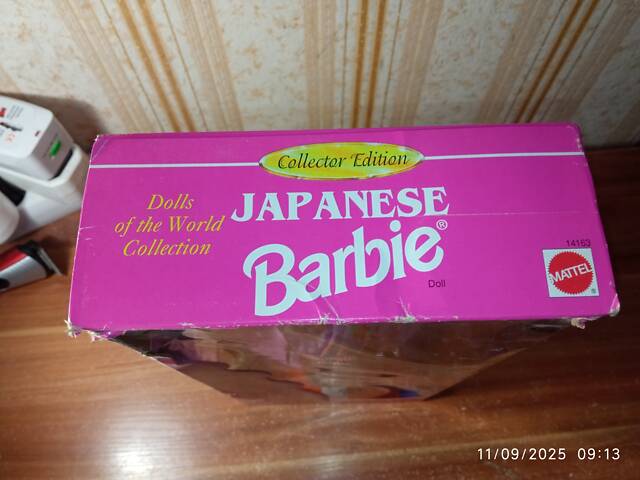 Collector Edition
Dolls
of the World
Collection
JAPANESE
Barbie®
Doll
14163
MATTEL
®
11/09/2025 09:13